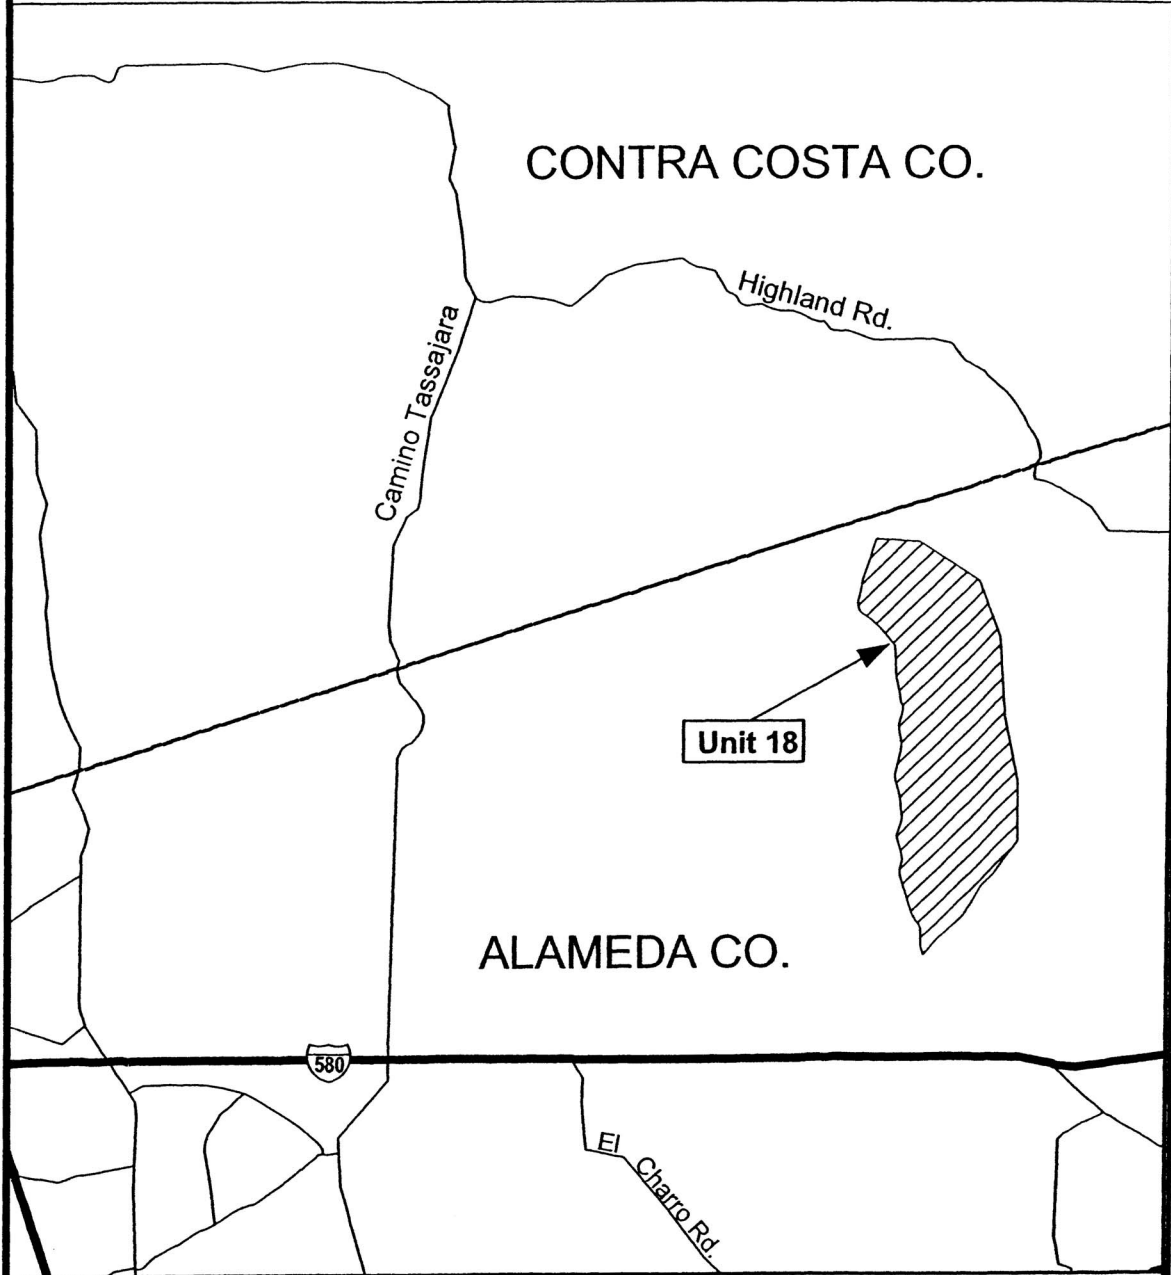 CONTRA COSTA CO.
Highland Rd.
Camino Tassajara
Unit 18
ALAMEDA CO.
580
El Charro Rd.